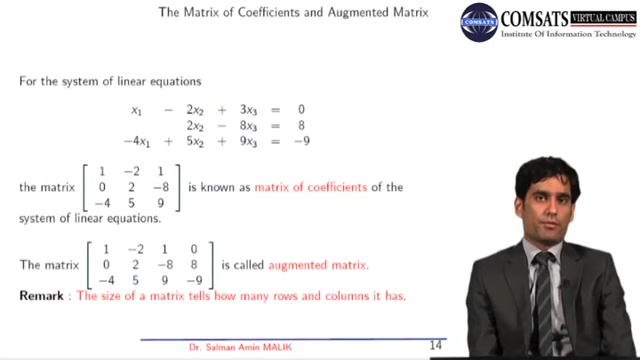 The Matrix of Coefficients and Augmented Matrix
COMSATS VIRTUAL CAMPUS
Institute Of Information Technology
For the system of linear equations
x₁ − 2x₂ + 3x₃ = 0
2x₂ − 8x₃ = 8
−4x₁ + 5x₂ + 9x₃ = −9
1 −2 1
the matrix 0 2 −8 is known as matrix of coefficients of the
−4 5 9
system of linear equations.
1 −2 1 0
The matrix 0 2 −8 8 is called augmented matrix.
−4 5 9 −9
Remark : The size of a matrix tells how many rows and columns it has.
Dr. Salman Amin MALIK 14